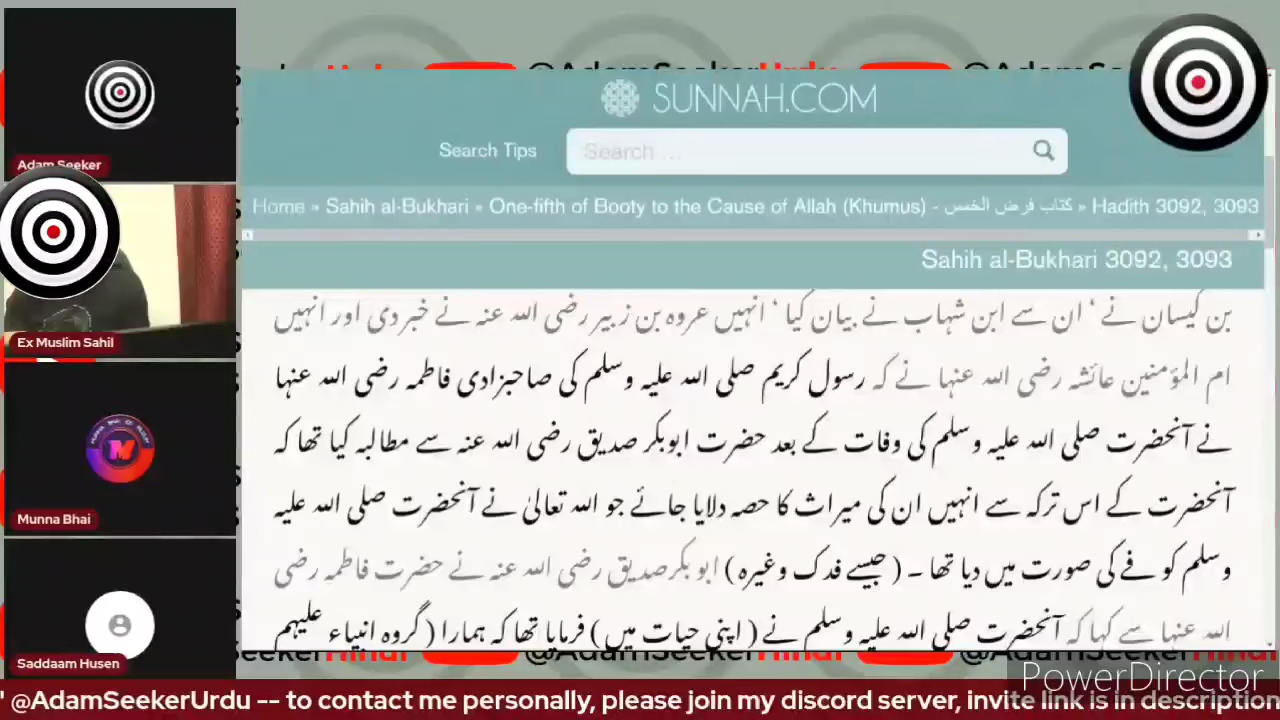 @AdamSeekerUrdu
SUNNAH.COM
Search Tips
Search ...
Home » Sahih al-Bukhari » One-fifth of Booty to the Cause of Allah (Khumus) - كتاب فرض الخمس » Hadith 3092, 3093
Sahih al-Bukhari 3092, 3093
بن کیسان نے ‘ ان سے ابن شہاب نے بیان کیا ‘ انہیں عروہ بن زبیر رضی اللہ عنہ نے خبر دی اور انہیں
ام المؤمنین عائشہ رضی اللہ عنہا نے کہ رسول کریم صلی اللہ علیہ وسلم کی صاحبزادی فاطمہ رضی اللہ عنہا
نے آنحضرت صلی اللہ علیہ وسلم کی وفات کے بعد حضرت ابوبکر صدیق رضی اللہ عنہ سے مطالبہ کیا تھا کہ
آنحضرت کے اس ترکہ سے انہیں ان کی میراث کا حصہ دلایا جائے جو اللہ تعالیٰ نے آنحضرت صلی اللہ علیہ
وسلم کو فے کی صورت میں دیا تھا ۔ ( جیسے فدک وغیرہ ) ابوبکر صدیق رضی اللہ عنہ نے حضرت فاطمہ رضی
اللہ عنہا سے کہا کہ آنحضرت صلی اللہ علیہ وسلم نے ( اپنی حیات میں ) فرمایا تھا کہ ہمارا ( گروہ انبیاء علیہم
Adam Seeker
Ex Muslim Sahil
Munna Bhai
M
Saddaam Husen
PowerDirector
@AdamSeekerUrdu -- to contact me personally, please join my discord server, invite link is in description